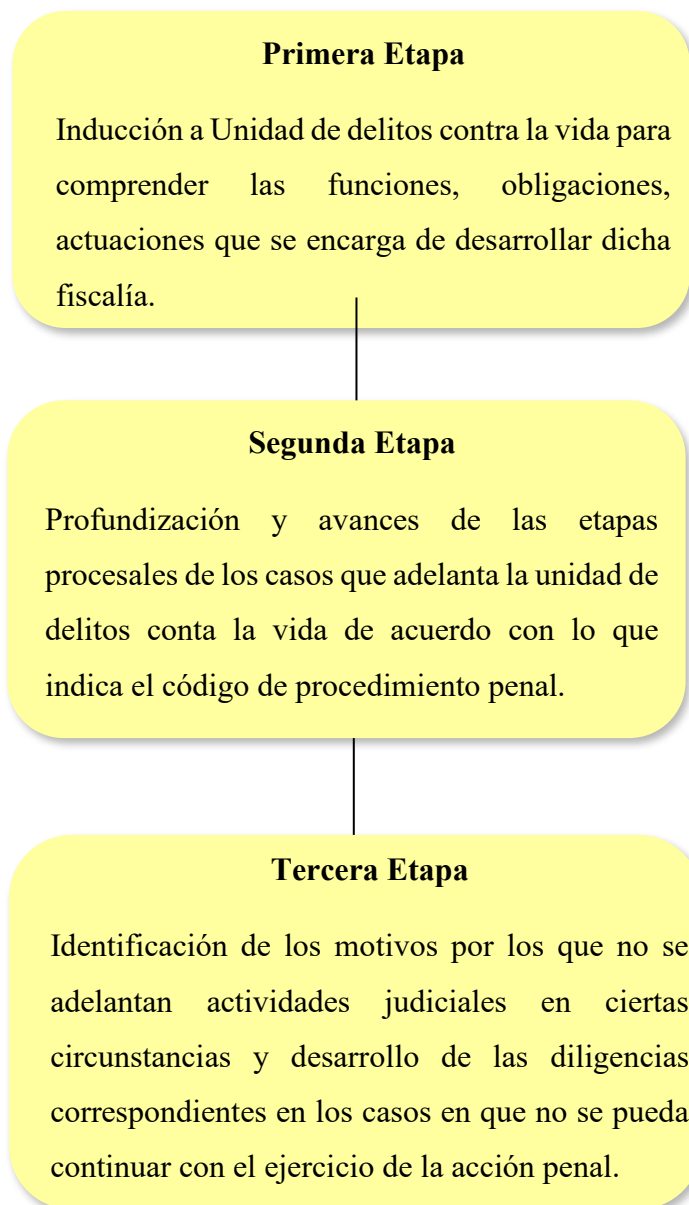 Primera Etapa
Inducción a Unidad de delitos contra la vida para
comprender las funciones, obligaciones,
actuaciones que se encarga de desarrollar dicha
fiscalía.
Segunda Etapa
Profundización y avances de las etapas
procesales de los casos que adelanta la unidad de
delitos conta la vida de acuerdo con lo que
indica el código de procedimiento penal.
Tercera Etapa
Identificación de los motivos por los que no se
adelantan actividades judiciales en ciertas
circunstancias y desarrollo de las diligencias
correspondientes en los casos en que no se pueda
continuar con el ejercicio de la acción penal.